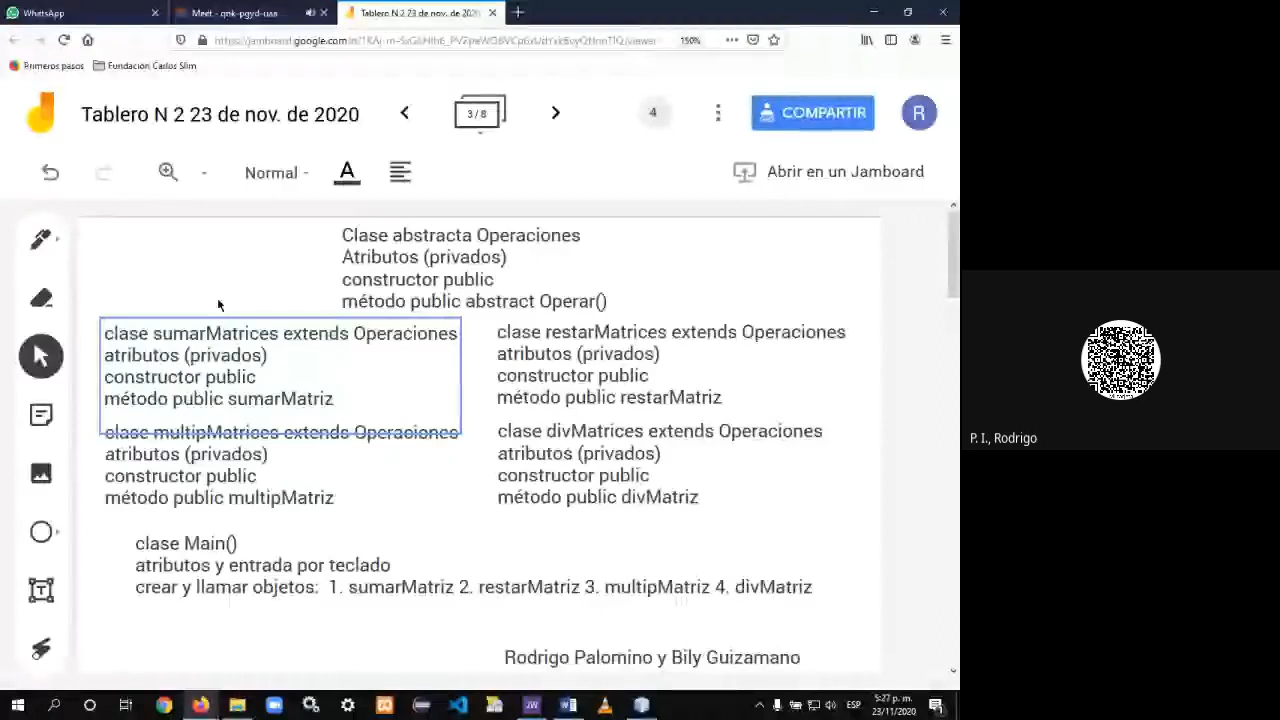 WhatsApp
Meet - qnk-pgyd-uaa
Tablero N 2 23 de nov. de 202
150%
Primeros pasos
Fundación Carlos Slim
Tablero N 2 23 de nov. de 2020
3 / 8
4
COMPARTIR
R
Normal
A
Abrir en un Jamboard
Clase abstracta Operaciones
Atributos (privados)
constructor public
método public abstract Operar()
clase sumarMatrices extends Operaciones
atributos (privados)
constructor public
método public sumarMatriz
clase restarMatrices extends Operaciones
atributos (privados)
constructor public
método public restarMatriz
clase multipMatrices extends Operaciones
atributos (privados)
constructor public
método public multipMatriz
clase divMatrices extends Operaciones
atributos (privados)
constructor public
método public divMatriz
clase Main()
atributos y entrada por teclado
crear y llamar objetos: 1. sumarMatriz 2. restarMatriz 3. multipMatriz 4. divMatriz
Rodrigo Palomino y Bily Guizamano
P. I., Rodrigo
JW
ESP
5:27 p. m.
23/11/2020